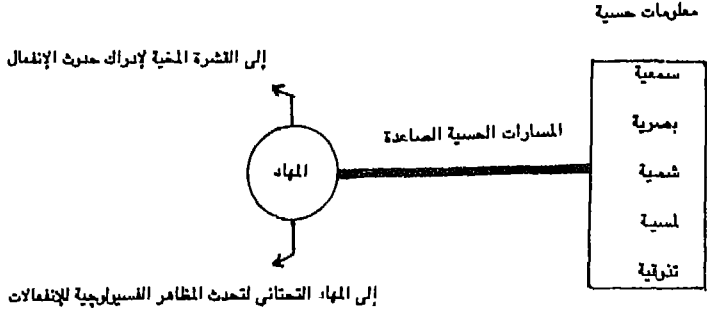 معلومات حسية
إلى القشرة المخية لإدراك حدوث الإنفعال
سمعية
بصرية
المسارات الحسية الصاعدة
شمية
المهاد
لمسية
تذوقية
إلى المهاد التحتاني لتحدث المظاهر الفسيولوجية للإنفعالات